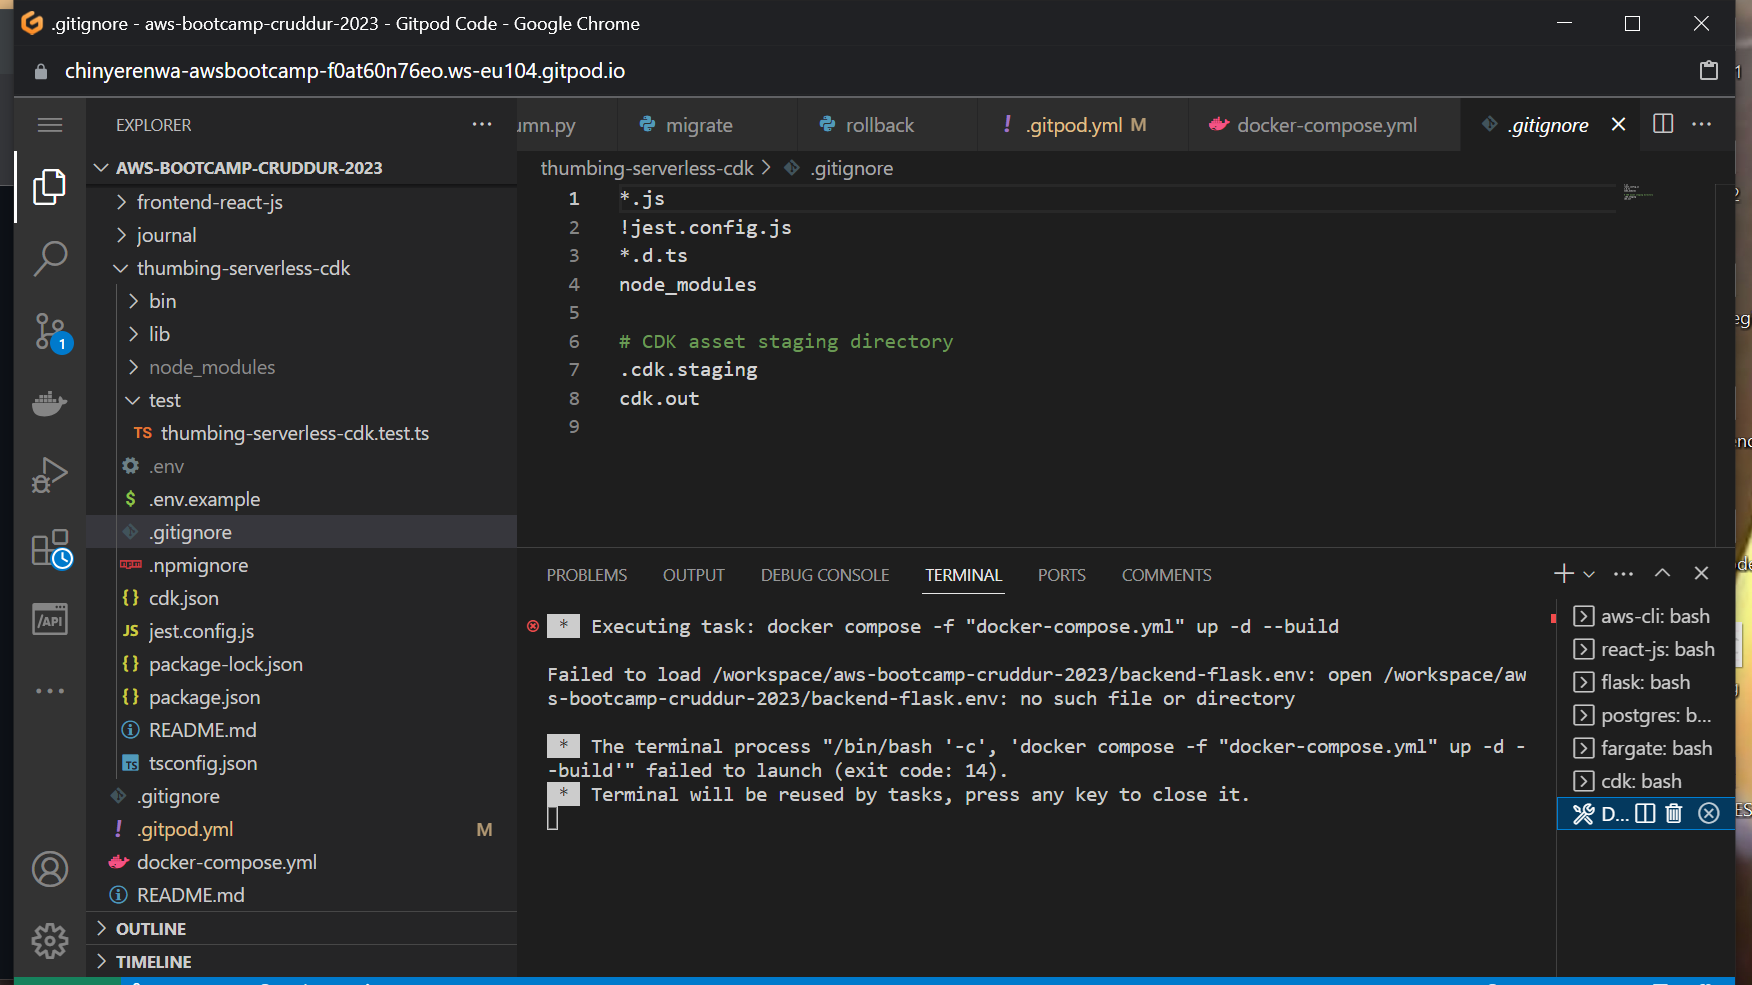 .gitignore - aws-bootcamp-cruddur-2023 - Gitpod Code - Google Chrome
chinyerenwa-awsbootcamp-f0at60n76eo.ws-eu104.gitpod.io
EXPLORER
AWS-BOOTCAMP-CRUDDUR-2023
frontend-react-js
journal
thumbing-serverless-cdk
bin
lib
node_modules
test
TS thumbing-serverless-cdk.test.ts
.env
$ .env.example
.gitignore
npm .npmignore
{} cdk.json
JS jest.config.js
{} package-lock.json
{} package.json
README.md
TS tsconfig.json
.gitignore
! .gitpod.yml M
docker-compose.yml
README.md
OUTLINE
TIMELINE
1
/API
umn.py
migrate
rollback
! .gitpod.yml M
docker-compose.yml
.gitignore
thumbing-serverless-cdk > .gitignore
1 *.js
2 !jest.config.js
3 *.d.ts
4 node_modules
5
6 # CDK asset staging directory
7 .cdk.staging
8 cdk.out
9
PROBLEMS OUTPUT DEBUG CONSOLE TERMINAL PORTS COMMENTS
* Executing task: docker compose -f "docker-compose.yml" up -d --build
Failed to load /workspace/aws-bootcamp-cruddur-2023/backend-flask.env: open /workspace/aw
s-bootcamp-cruddur-2023/backend-flask.env: no such file or directory
* The terminal process "/bin/bash '-c', 'docker compose -f "docker-compose.yml" up -d -
-build'" failed to launch (exit code: 14).
* Terminal will be reused by tasks, press any key to close it.
aws-cli: bash
react-js: bash
flask: bash
postgres: b...
fargate: bash
cdk: bash
D...